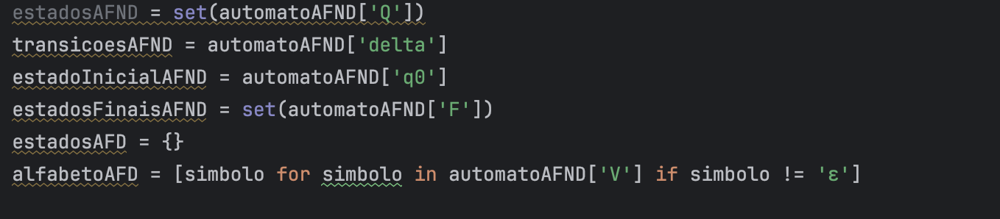 estadosAFND = set(automatoAFND['Q'])
transicoesAFND = automatoAFND['delta']
estadoInicialAFND = automatoAFND['q0']
estadosFinaisAFND = set(automatoAFND['F'])
estadosAFD = {}
alfabetoAFD = [simbolo for simbolo in automatoAFND['V'] if simbolo != 'ε']